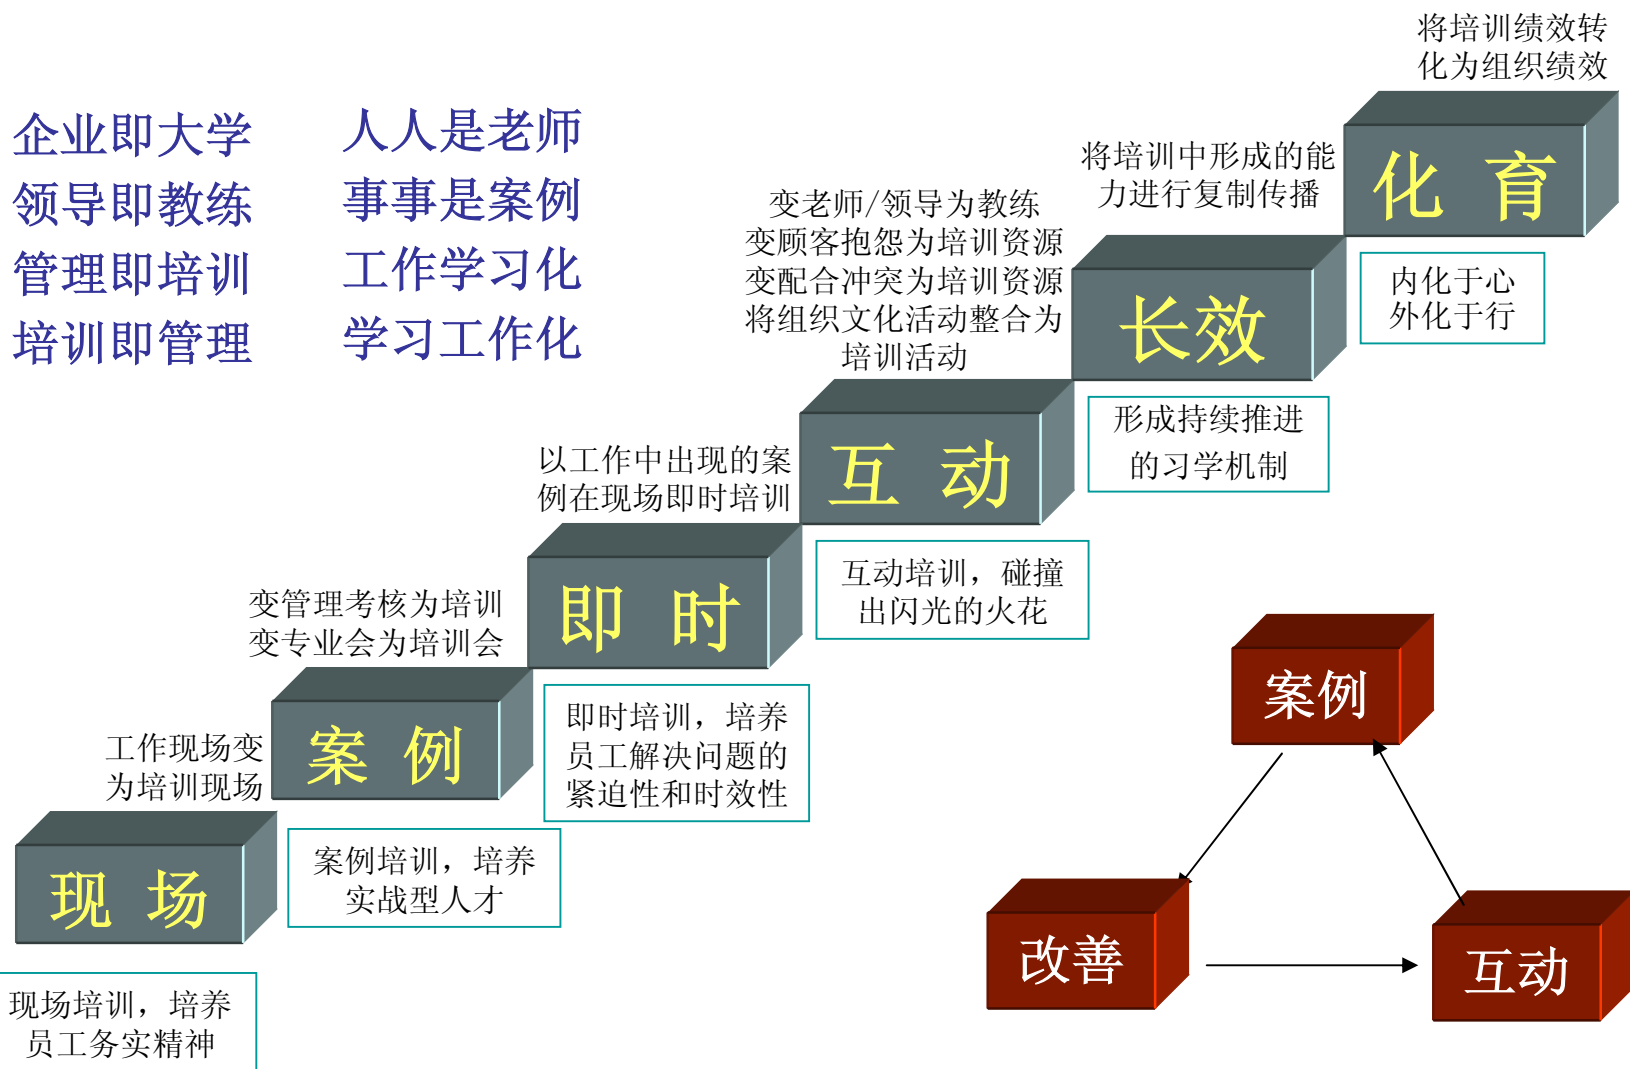 将培训绩效转
化为组织绩效
企业即大学
领导即教练
管理即培训
培训即管理
人人是老师
事事是案例
工作学习化
学习工作化
将培训中形成的能
力进行复制传播
化 育
变老师/领导为教练
变顾客抱怨为培训资源
变配合冲突为培训资源
将组织文化活动整合为
培训活动
长效
内化于心
外化于行
以工作中出现的案
例在现场即时培训
互 动
形成持续推进
的习学机制
变管理考核为培训
变专业会为培训会
即 时
互动培训，碰撞
出闪光的火花
工作现场变
为培训现场
案 例
即时培训，培养
员工解决问题的
紧迫性和时效性
现 场
案例培训，培养
实战型人才
现场培训，培养
员工务实精神
案例
改善
互动